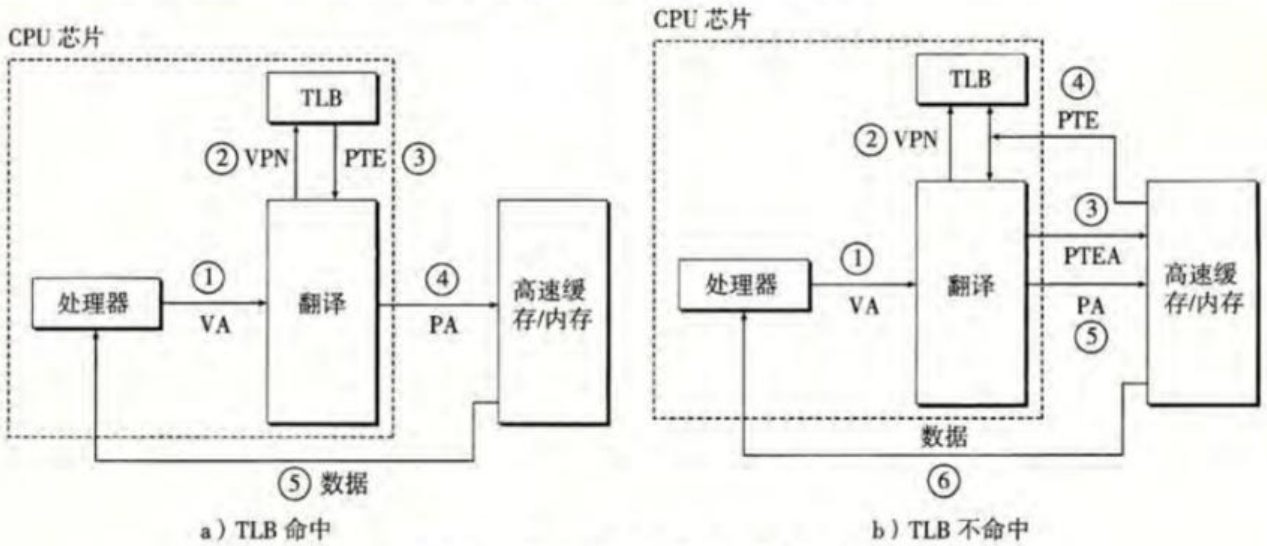 CPU 芯片
TLB
② VPN
PTE ③
处理器
①
VA
翻译
④
PA
高速缓
存/内存
⑤ 数据
a）TLB 命中
CPU 芯片
TLB
④
PTE
② VPN
处理器
①
VA
翻译
③
PTEA
PA
⑤
高速缓
存/内存
数据
⑥
b）TLB 不命中